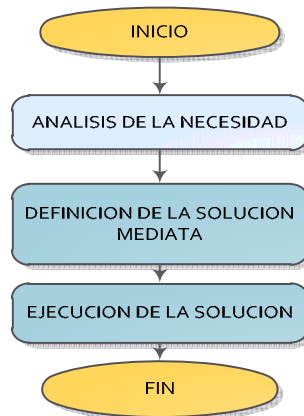 INICIO
ANALISIS DE LA NECESIDAD
DEFINICION DE LA SOLUCION
MEDIATA
EJECUCION DE LA SOLUCION
FIN